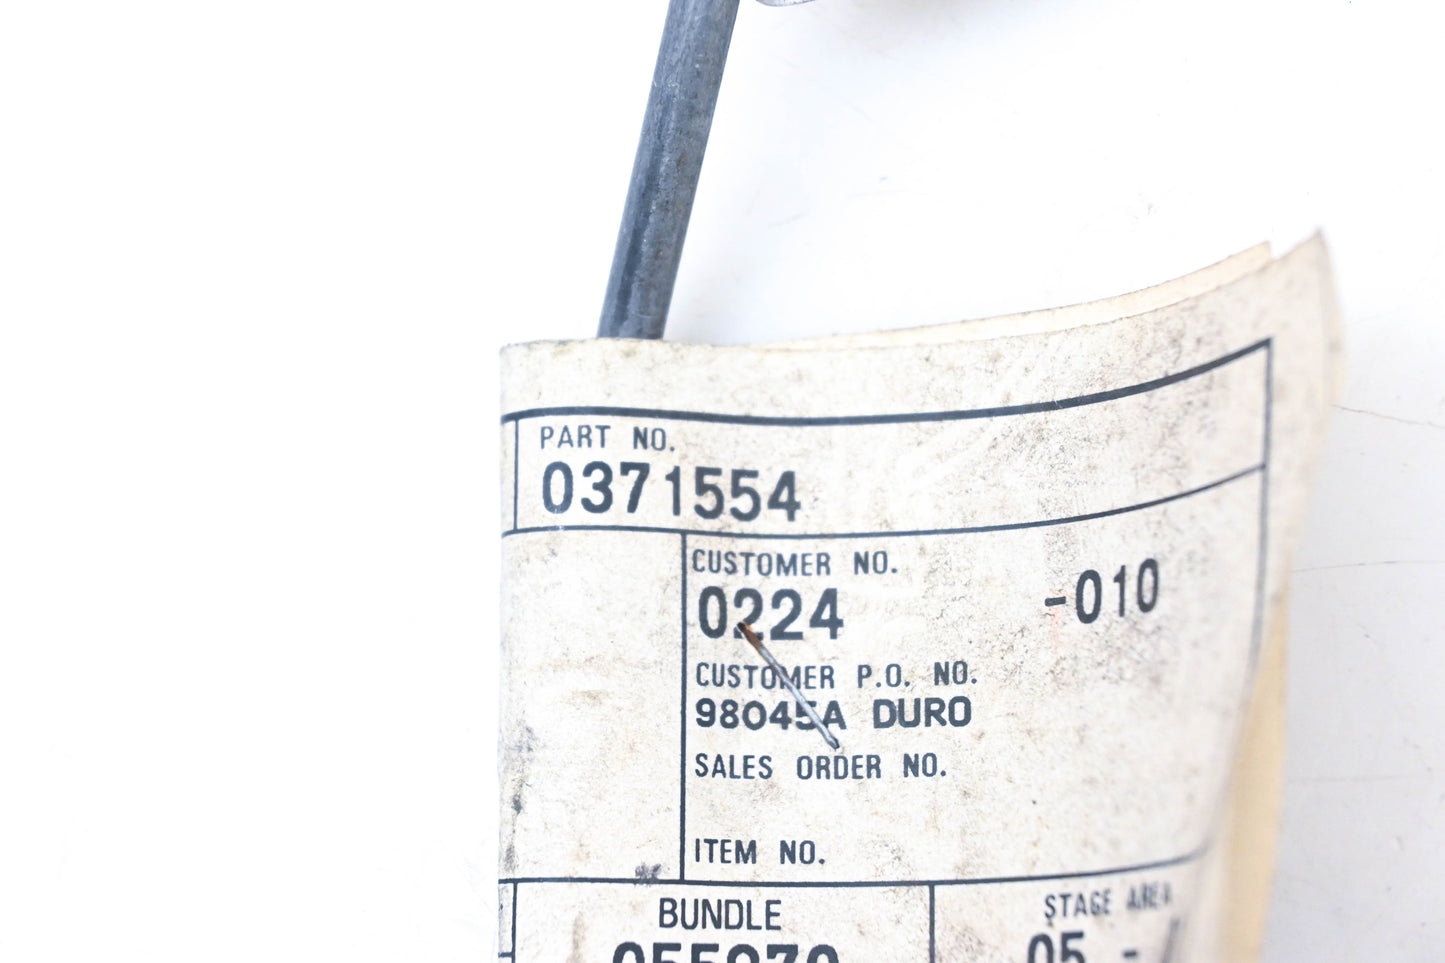 PART NO.
0371554
CUSTOMER NO.
0224 -010
CUSTOMER P.O. NO.
98045A DURO
SALES ORDER NO.
ITEM NO.
BUNDLE STAGE AREA
05 -